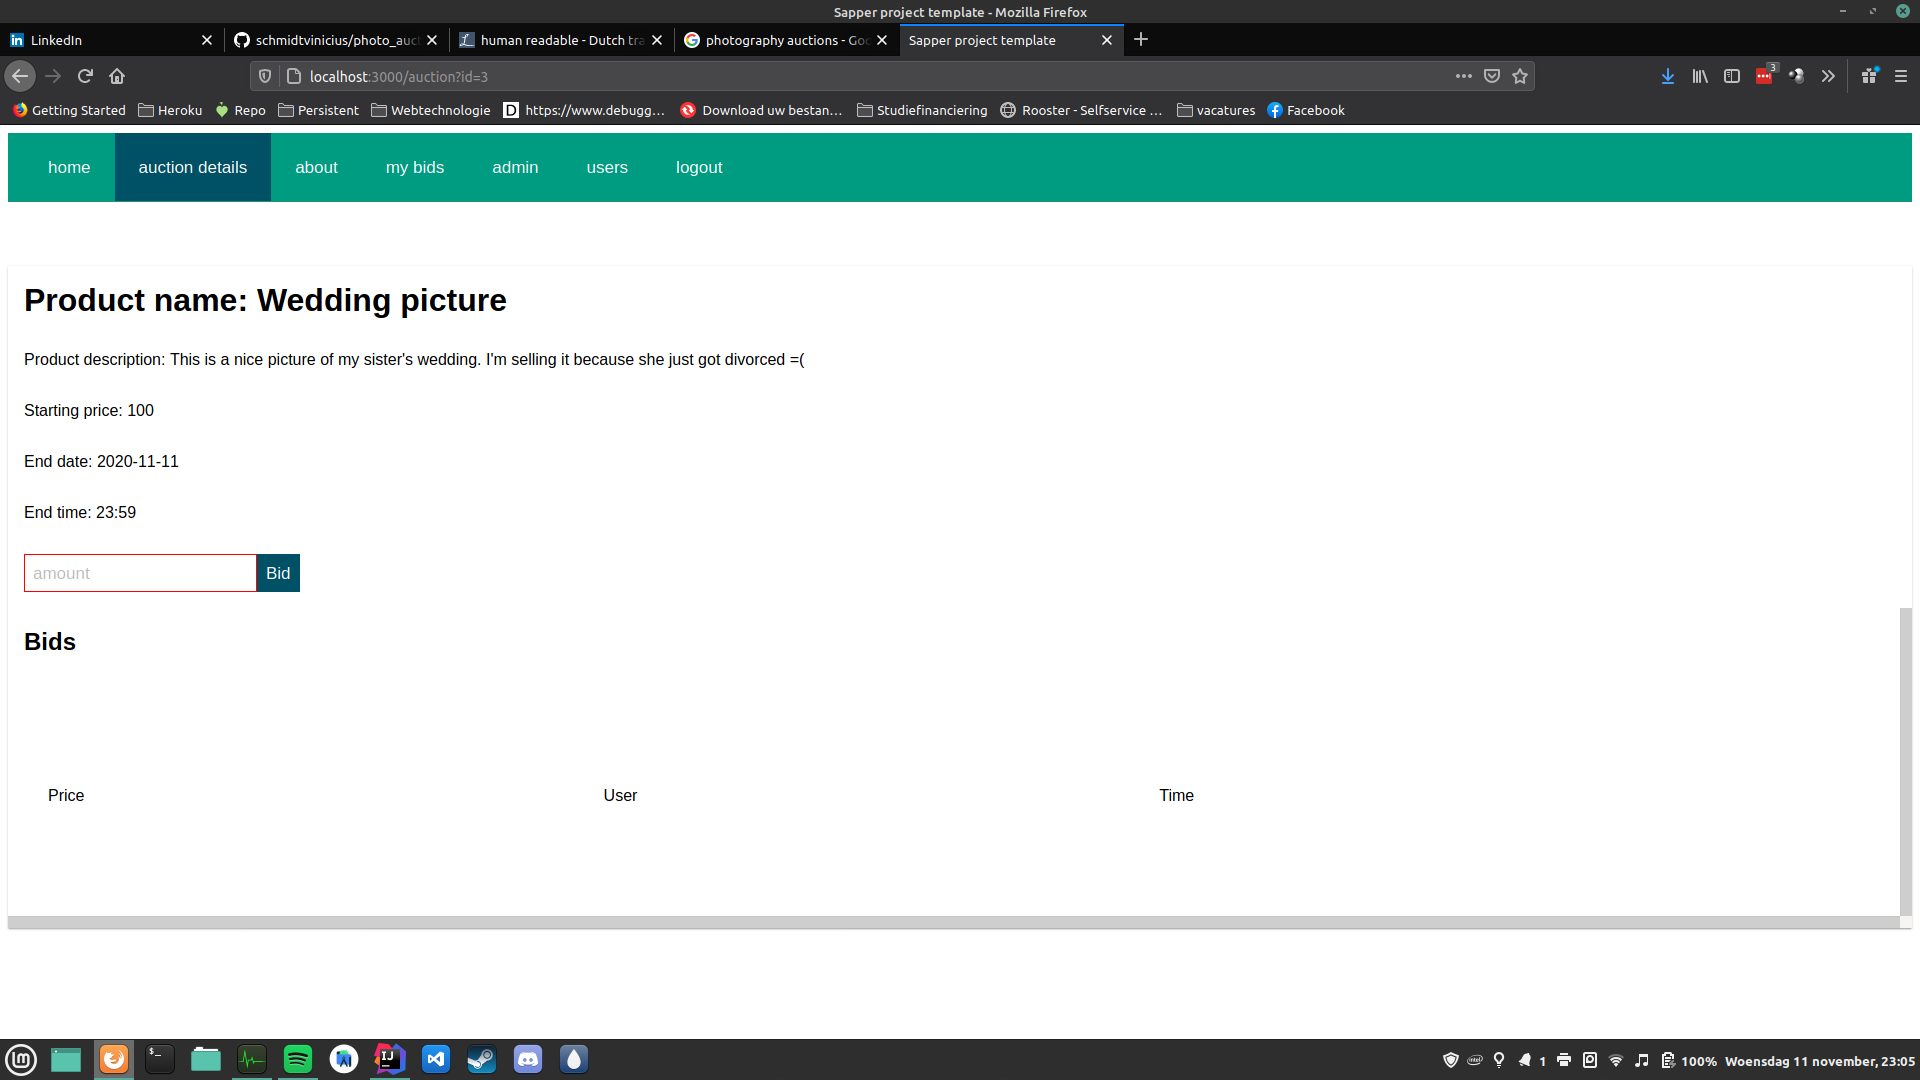 Sapper project template - Mozilla Firefox
LinkedIn
schmidtvinicius/photo_auct
human readable - Dutch tra
photography auctions - Goo
Sapper project template
localhost:3000/auction?id=3
3
Getting Started
Heroku
Repo
Persistent
Webtechnologie
https://www.debugg...
Download uw bestan...
Studiefinanciering
Rooster - Selfservice ...
vacatures
Facebook
home
auction details
about
my bids
admin
users
logout
Product name: Wedding picture
Product description: This is a nice picture of my sister's wedding. I'm selling it because she just got divorced =(
Starting price: 100
End date: 2020-11-11
End time: 23:59
amount
Bid
Bids
Price
User
Time
1
100%
Woensdag 11 november, 23:05